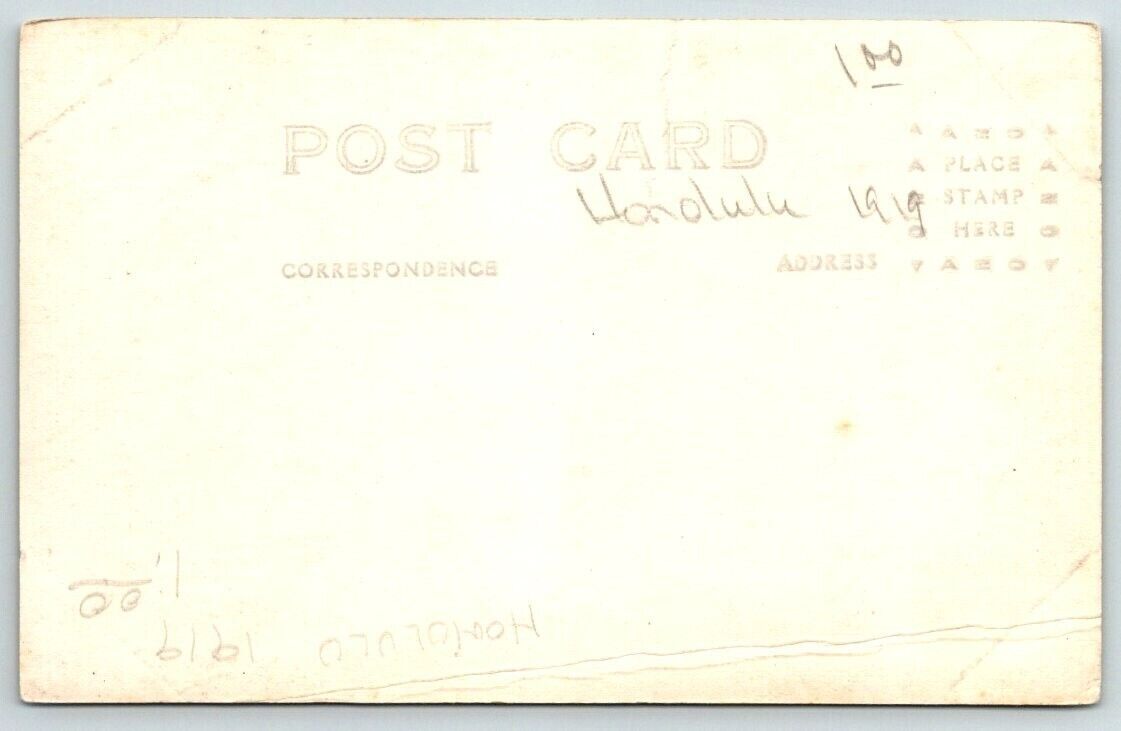 1 00
POST CARD
A A Z O A
A PLACE A
Honolulu 1919
Z STAMP Z
O HERE O
CORRESPONDENCE
ADDRESS
A A Z O A
1.00
HONOLULU 1919